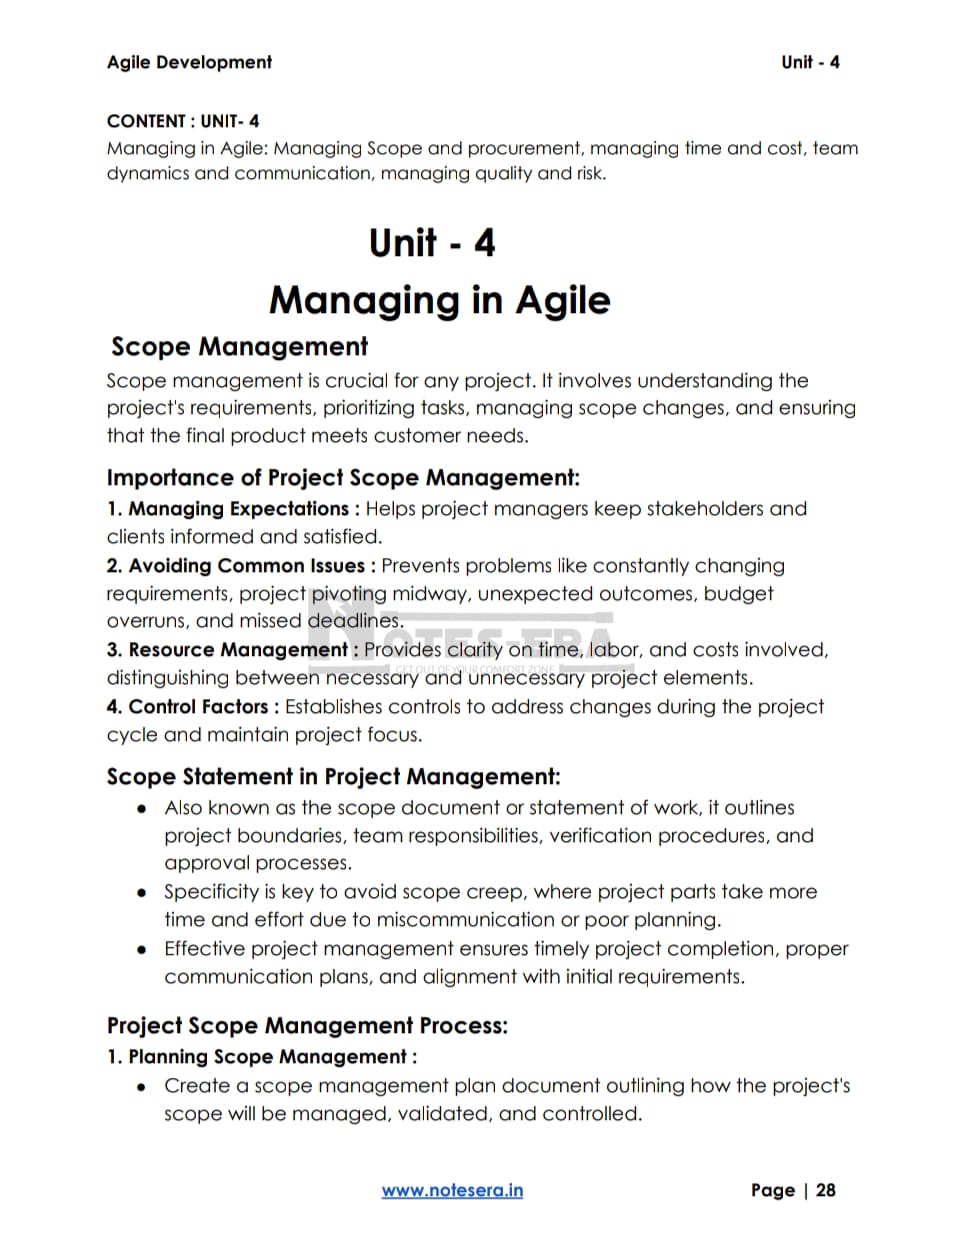 Agile Development Unit - 4
CONTENT : UNIT- 4
Managing in Agile: Managing Scope and procurement, managing time and cost, team
dynamics and communication, managing quality and risk.
Unit - 4
Managing in Agile
Scope Management
Scope management is crucial for any project. It involves understanding the
project's requirements, prioritizing tasks, managing scope changes, and ensuring
that the final product meets customer needs.
Importance of Project Scope Management:
1. Managing Expectations : Helps project managers keep stakeholders and
clients informed and satisfied.
2. Avoiding Common Issues : Prevents problems like constantly changing
requirements, project pivoting midway, unexpected outcomes, budget
overruns, and missed deadlines.
NOTES-ERA
3. Resource Management : Provides clarity on time, labor, and costs involved,
GET OUT OF YOUR COMFORT ZONE
distinguishing between necessary and unnecessary project elements.
4. Control Factors : Establishes controls to address changes during the project
cycle and maintain project focus.
Scope Statement in Project Management:
● Also known as the scope document or statement of work, it outlines
project boundaries, team responsibilities, verification procedures, and
approval processes.
● Specificity is key to avoid scope creep, where project parts take more
time and effort due to miscommunication or poor planning.
● Effective project management ensures timely project completion, proper
communication plans, and alignment with initial requirements.
Project Scope Management Process:
1. Planning Scope Management :
● Create a scope management plan document outlining how the project's
scope will be managed, validated, and controlled.
www.notesera.in Page | 28